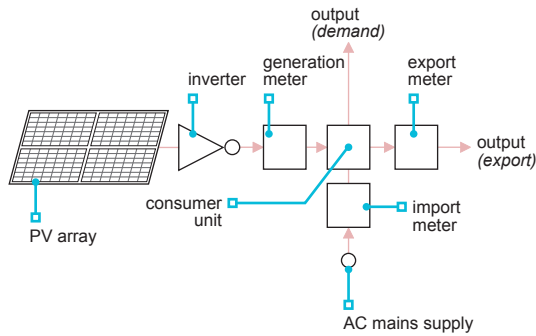 output
(demand)
inverter
generation
meter
export
meter
output
(export)
consumer
unit
import
meter
PV array
AC mains supply